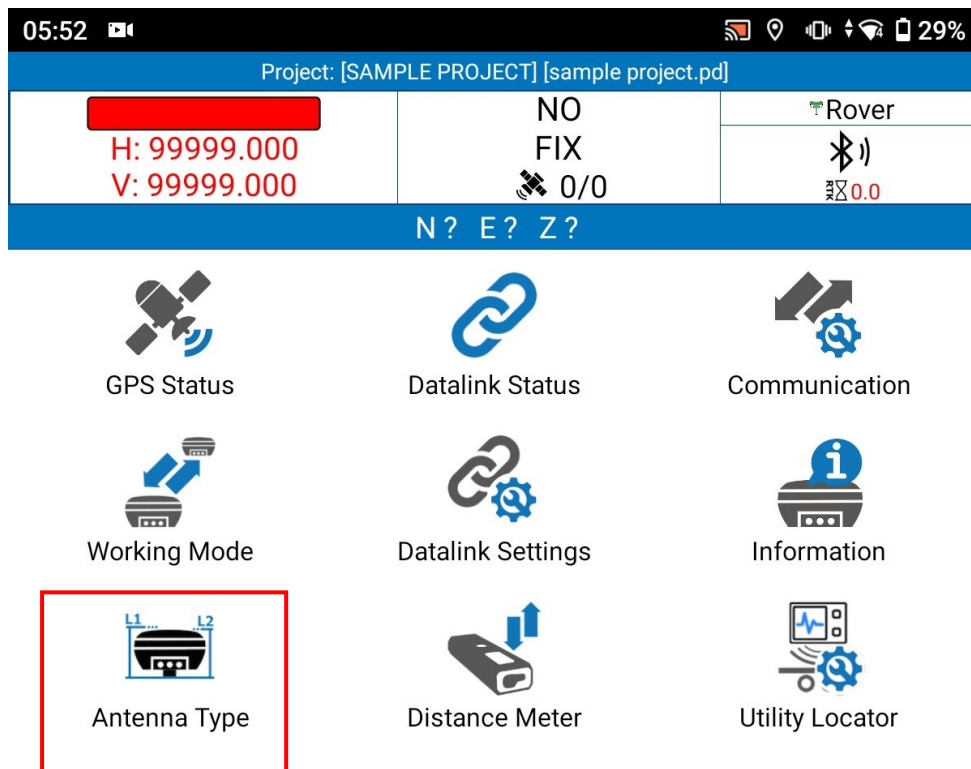 05:52 29%
Project: [SAMPLE PROJECT] [sample project.pd]
NO
FIX
0/0
H: 99999.000
V: 99999.000
Rover
RTK 0.0
N? E? Z?
GPS Status Datalink Status Communication
Working Mode Datalink Settings Information
L1 ... ..L2
Antenna Type Distance Meter Utility Locator